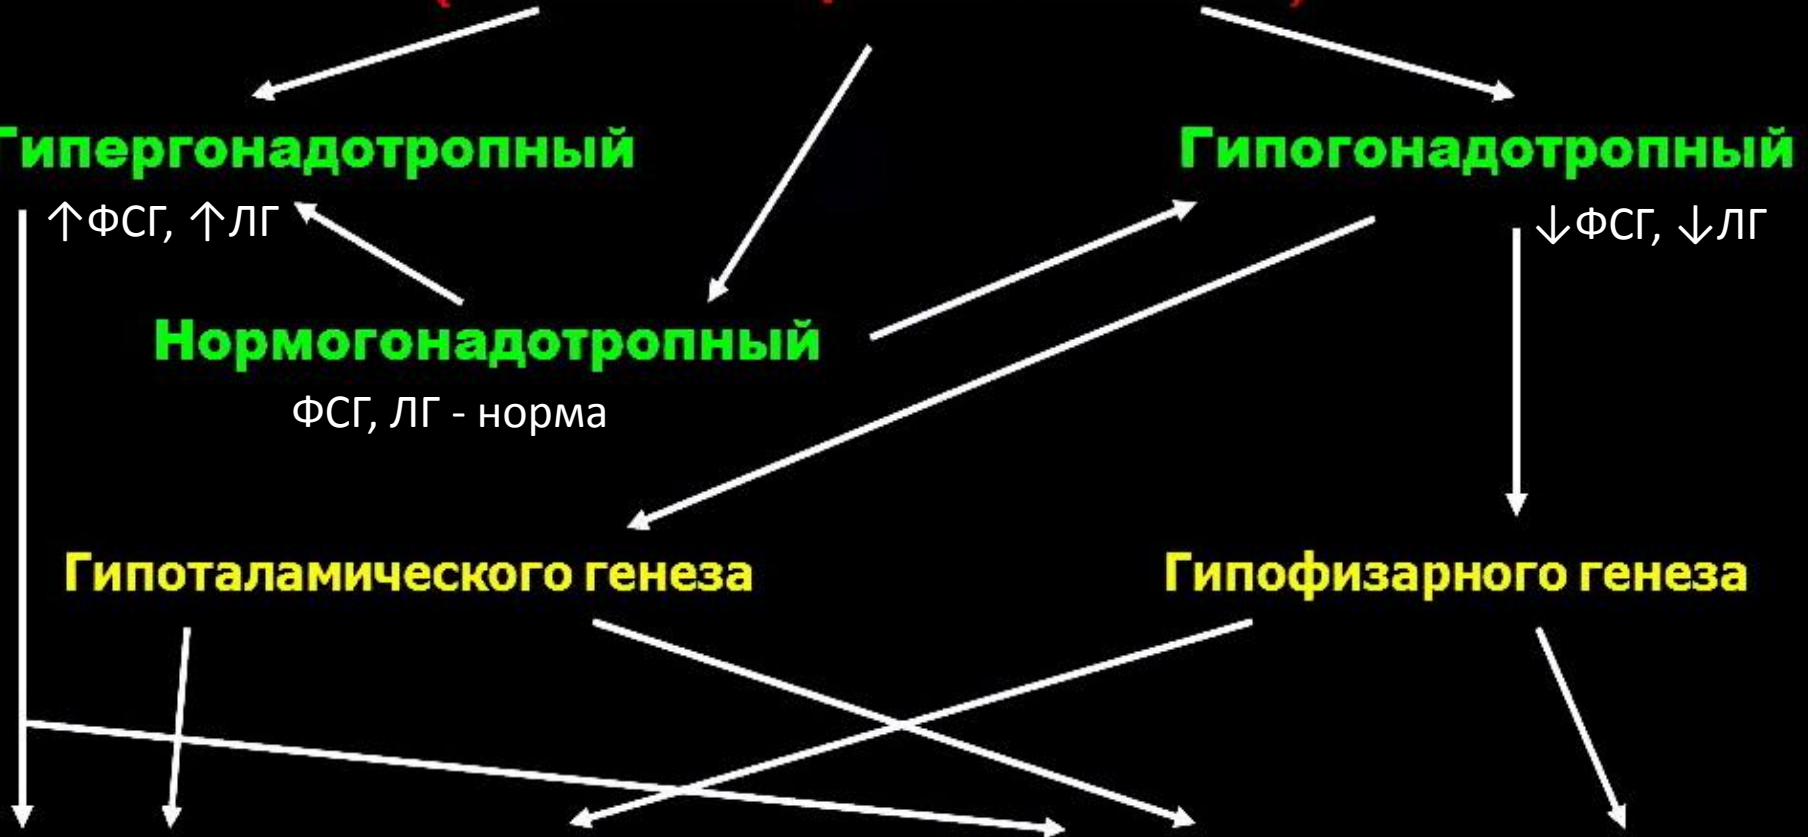 Гипергонадотропный
Гипогонадотропный
↑ФСГ, ↑ЛГ
↓ФСГ, ↓ЛГ
Нормогонадотропный
ФСГ, ЛГ - норма
Гипоталамического генеза
Гипофизарного генеза